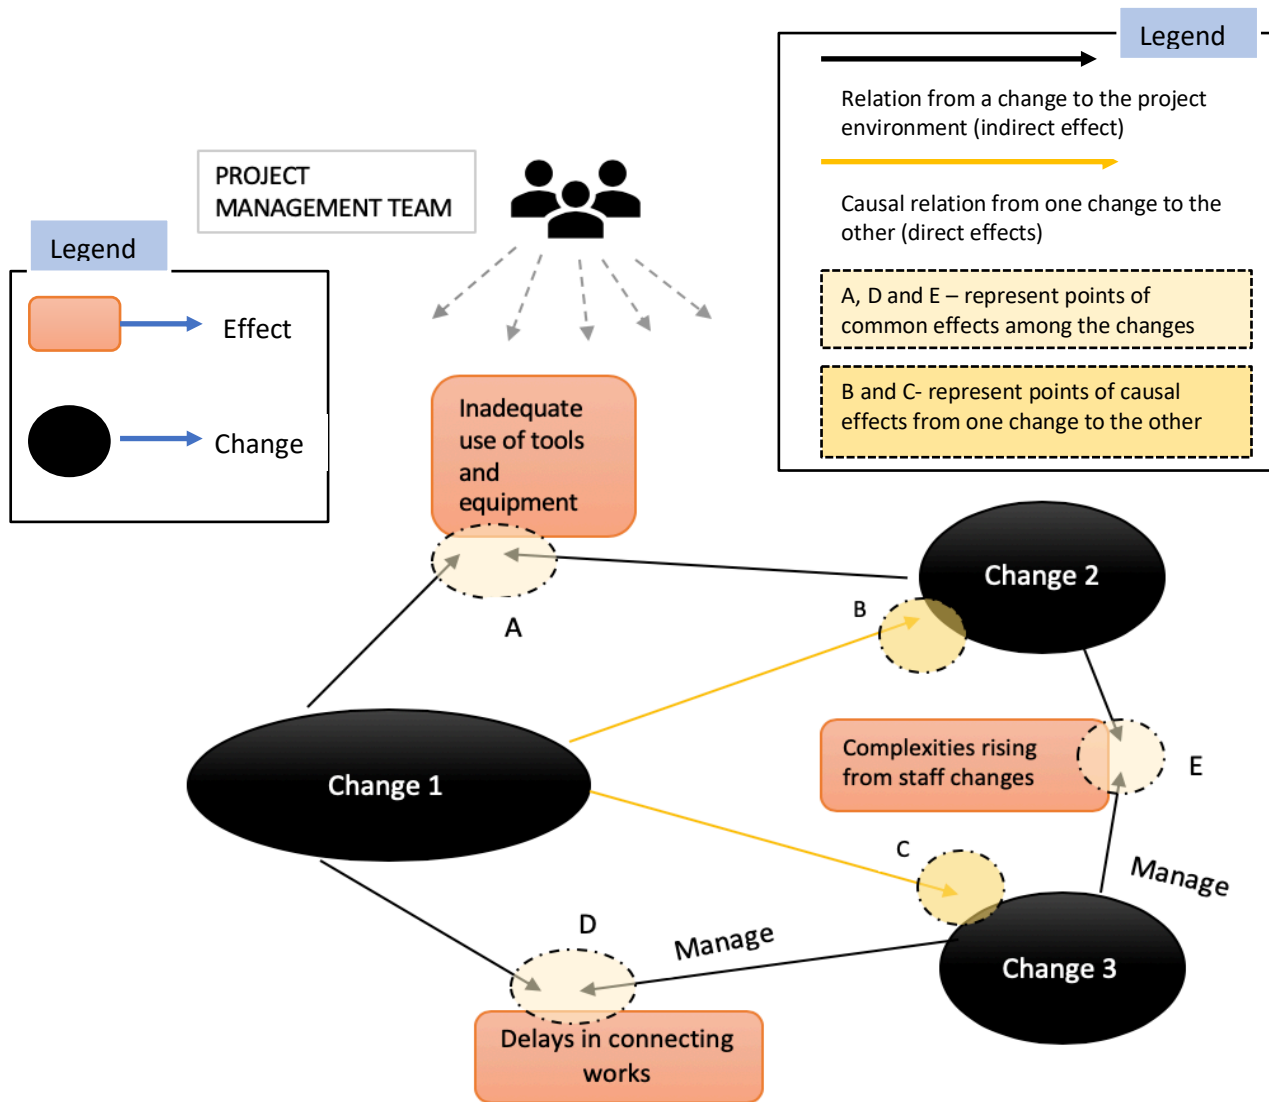 Legend
Relation from a change to the project
environment (indirect effect)
Causal relation from one change to the
other (direct effects)
A, D and E – represent points of
common effects among the changes
B and C- represent points of causal
effects from one change to the other
PROJECT
MANAGEMENT TEAM
Legend
Effect
Change
Inadequate
use of tools
and
equipment
A
Change 2
B
Change 1
Complexities rising
from staff changes
E
C
Manage
D
Manage
Change 3
Delays in connecting
works